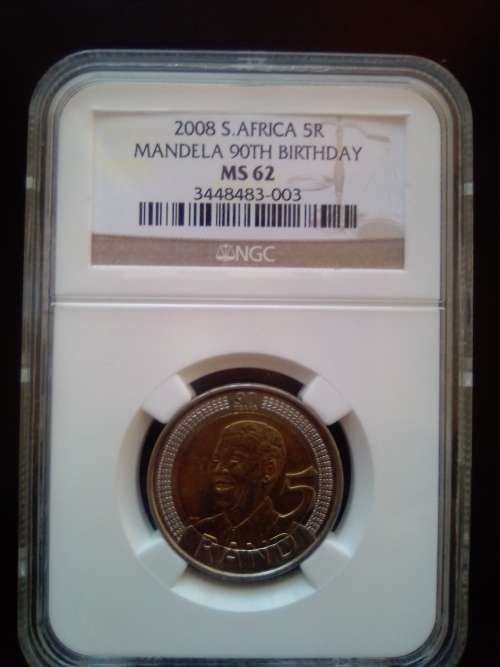 2008 S.AFRICA 5R
MANDELA 90TH BIRTHDAY
MS 62
3448483-003
NGC
90
5
RAND